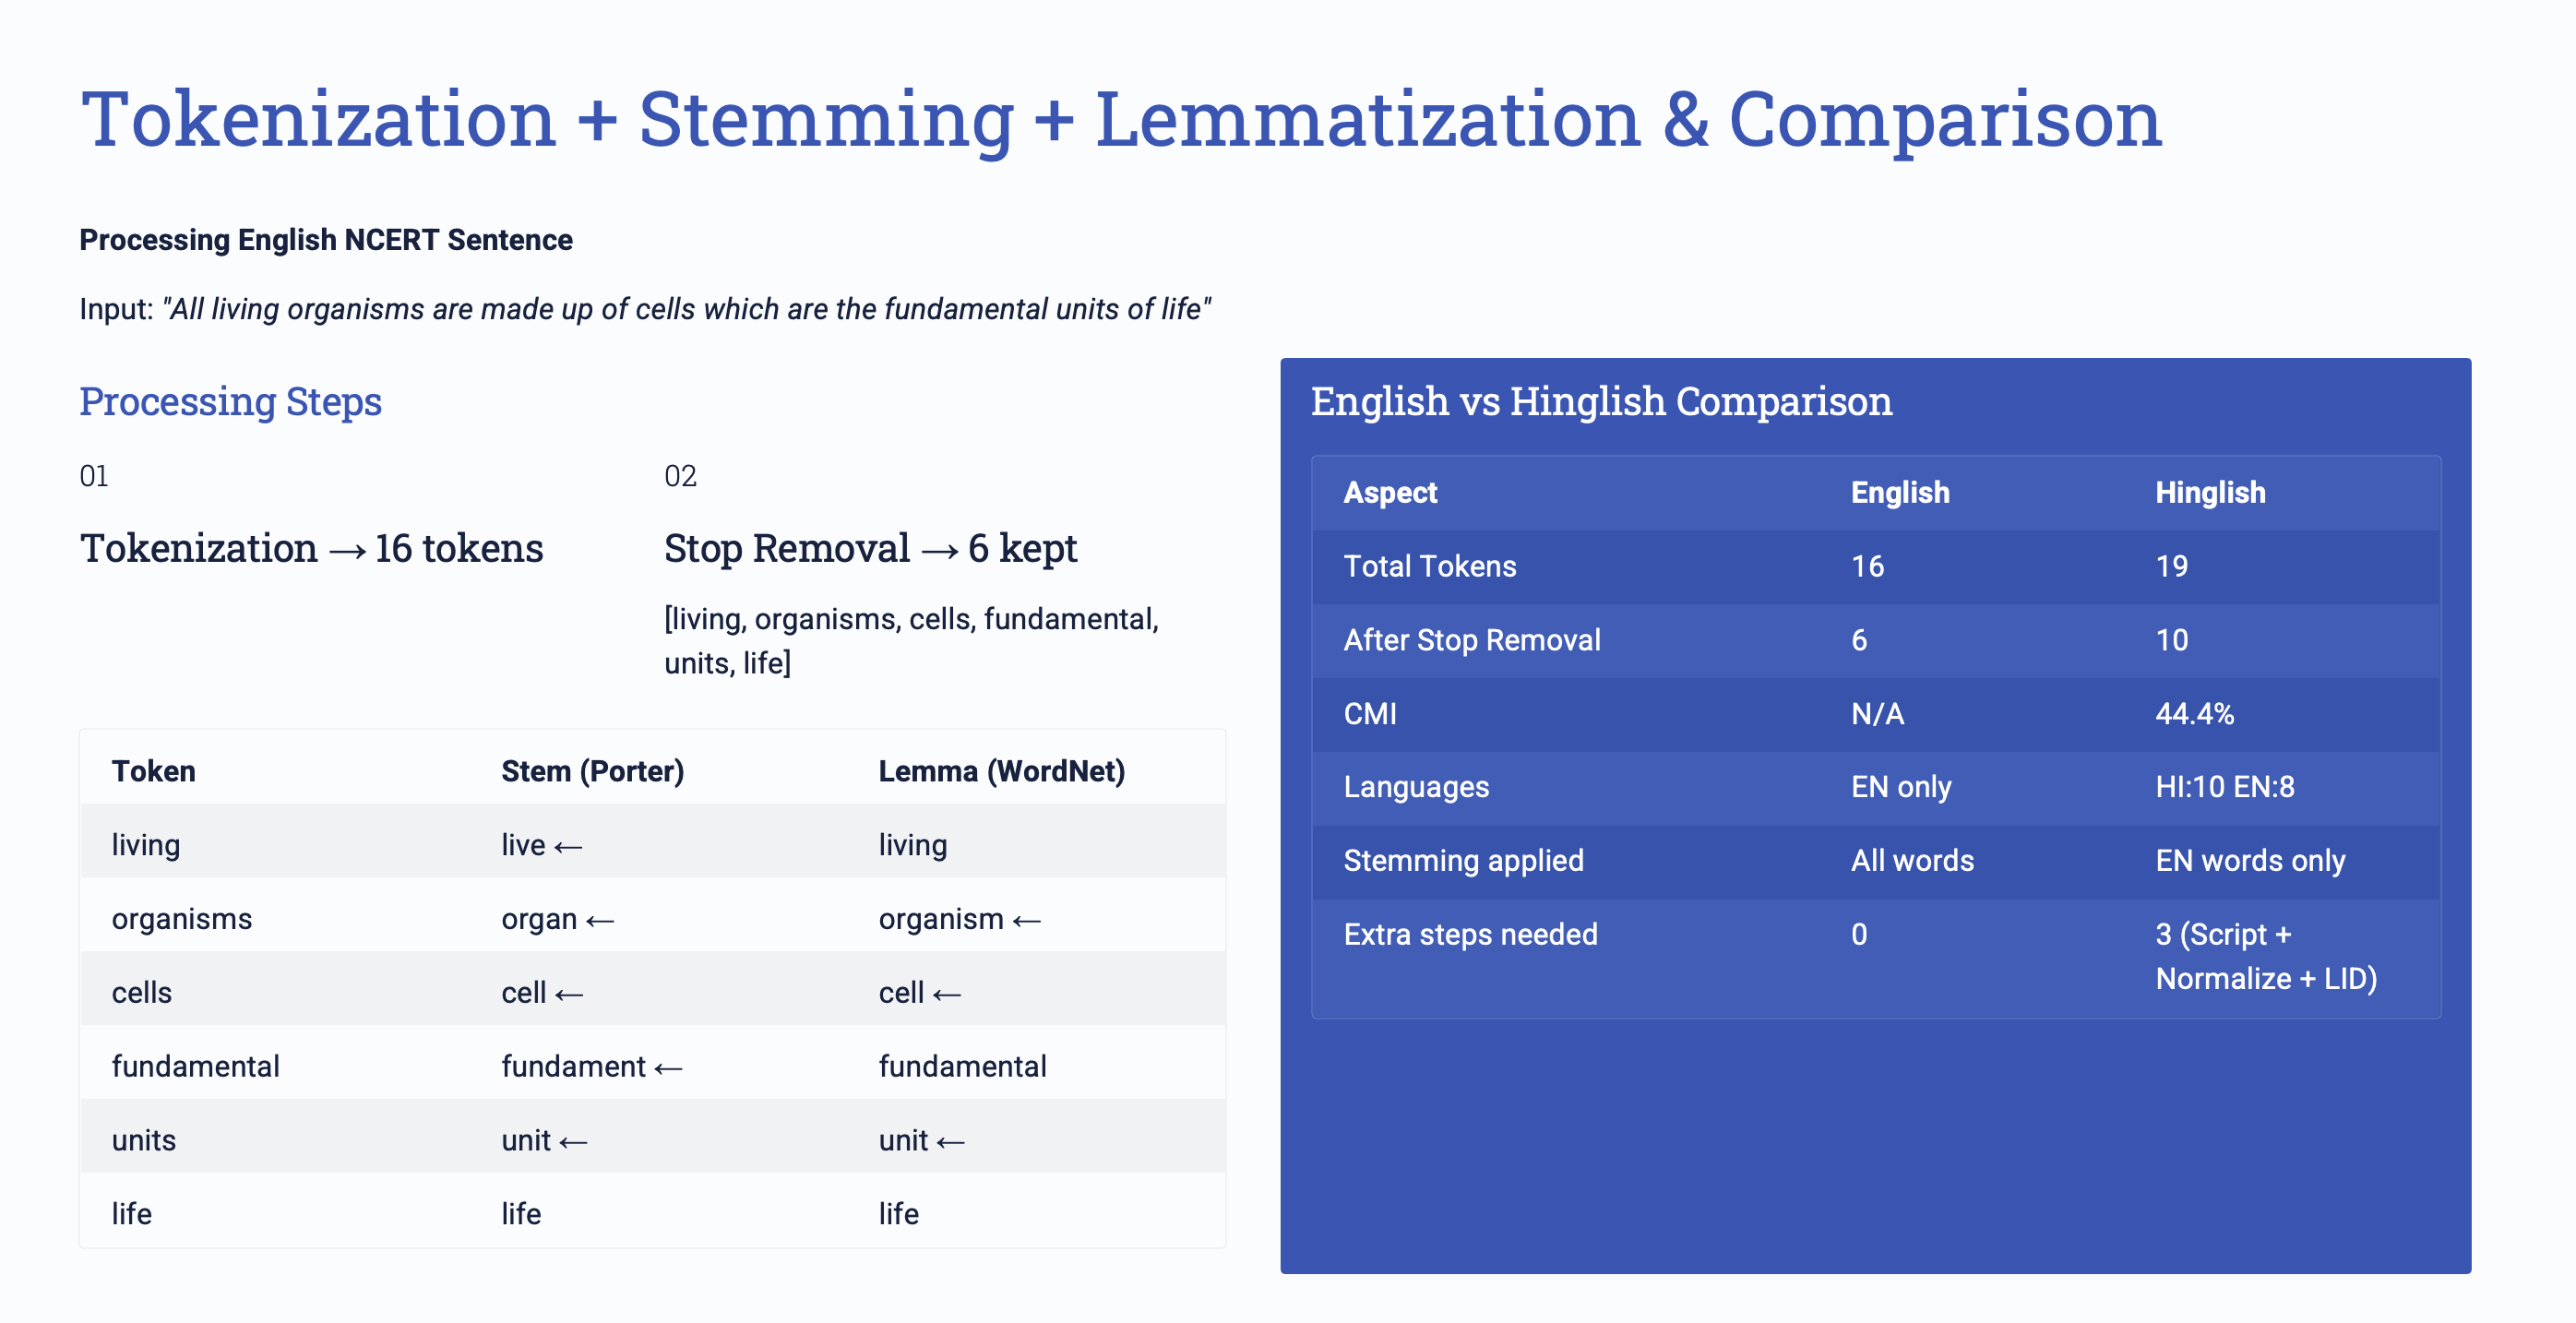 Tokenization + Stemming + Lemmatization & Comparison
Processing English NCERT Sentence
Input: "All living organisms are made up of cells which are the fundamental units of life"
Processing Steps
01
Tokenization → 16 tokens
02
Stop Removal → 6 kept
[living, organisms, cells, fundamental,
units, life]
Token Stem (Porter) Lemma (WordNet)
living live ← living
organisms organ ← organism ←
cells cell ← cell ←
fundamental fundament ← fundamental
units unit ← unit ←
life life life
English vs Hinglish Comparison
Aspect English Hinglish
Total Tokens 16 19
After Stop Removal 6 10
CMI N/A 44.4%
Languages EN only HI:10 EN:8
Stemming applied All words EN words only
Extra steps needed 0 3 (Script +
Normalize + LID)